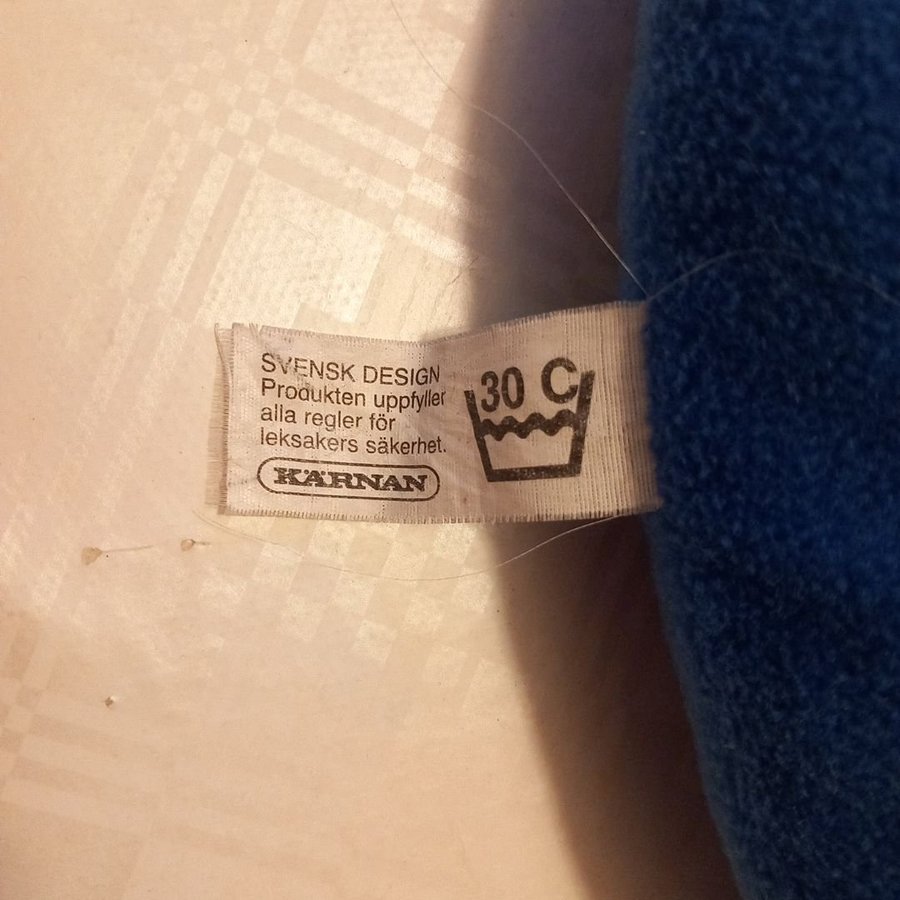 SVENSK DESIGN
Produkten uppfyller
alla regler för
leksakers säkerhet.
KÄRNAN
30 C